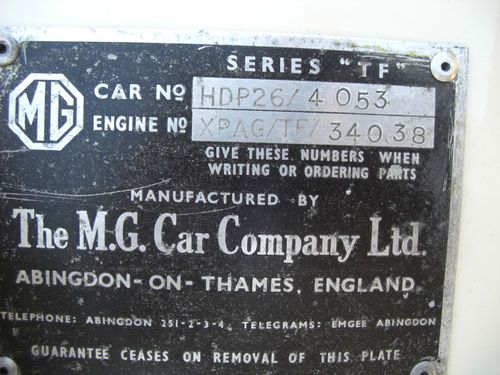 SERIES "TF"
MG
CAR No HDP26/4053
ENGINE No XPAG/TF/34038
GIVE THESE NUMBERS WHEN
WRITING OR ORDERING PARTS
MANUFACTURED BY
The M.G. Car Company Ltd.
ABINGDON-ON-THAMES, ENGLAND
TELEPHONE: ABINGDON 251-2-3-4. TELEGRAMS: EMGEE ABINGDON
GUARANTEE CEASES ON REMOVAL OF THIS PLATE